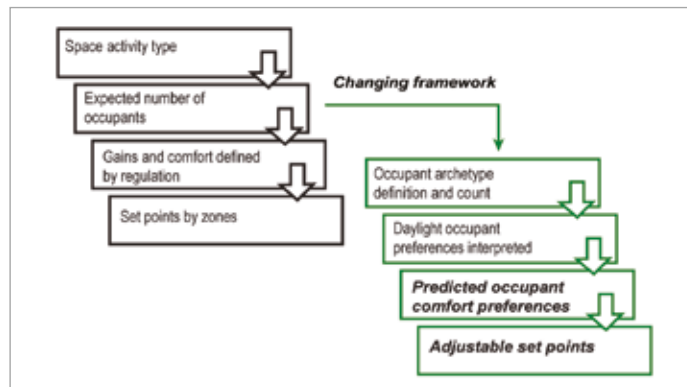 Space activity type
Expected number of
occupants
Gains and comfort defined
by regulation
Set points by zones
Changing framework
Occupant archetype
definition and count
Daylight occupant
preferences interpreted
Predicted occupant
comfort preferences
Adjustable set points